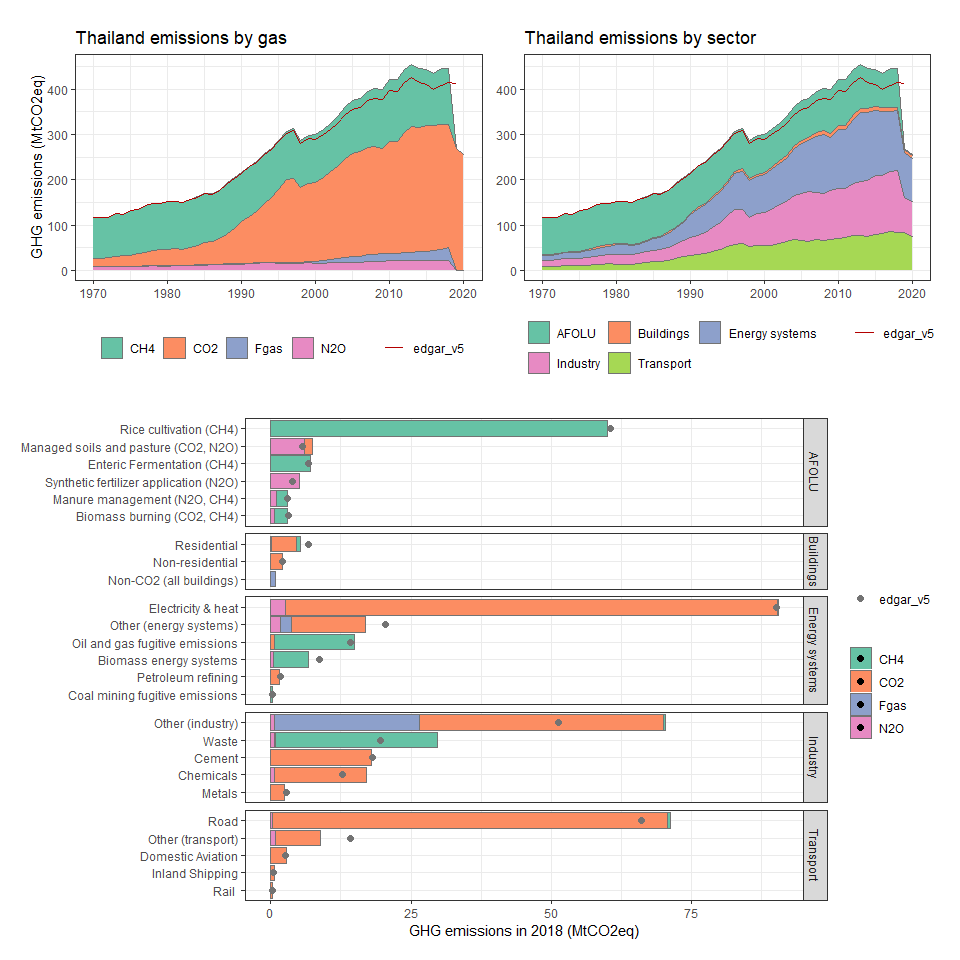 Thailand emissions by gas
GHG emissions (MtCO2eq)
400
300
200
100
0
1970
1980
1990
2000
2010
2020
CH4
CO2
Fgas
N2O
edgar_v5
Thailand emissions by sector
400
300
200
100
0
1970
1980
1990
2000
2010
2020
AFOLU
Buildings
Energy systems
edgar_v5
Industry
Transport
Rice cultivation (CH4)
Managed soils and pasture (CO2, N2O)
Enteric Fermentation (CH4)
Synthetic fertilizer application (N2O)
Manure management (N2O, CH4)
Biomass burning (CO2, CH4)
AFOLU
Residential
Non-residential
Non-CO2 (all buildings)
Buildings
Electricity & heat
Other (energy systems)
Oil and gas fugitive emissions
Biomass energy systems
Petroleum refining
Coal mining fugitive emissions
Energy systems
Other (industry)
Waste
Cement
Chemicals
Metals
Industry
Road
Other (transport)
Domestic Aviation
Inland Shipping
Rail
Transport
0
25
50
75
GHG emissions in 2018 (MtCO2eq)
edgar_v5
CH4
CO2
Fgas
N2O